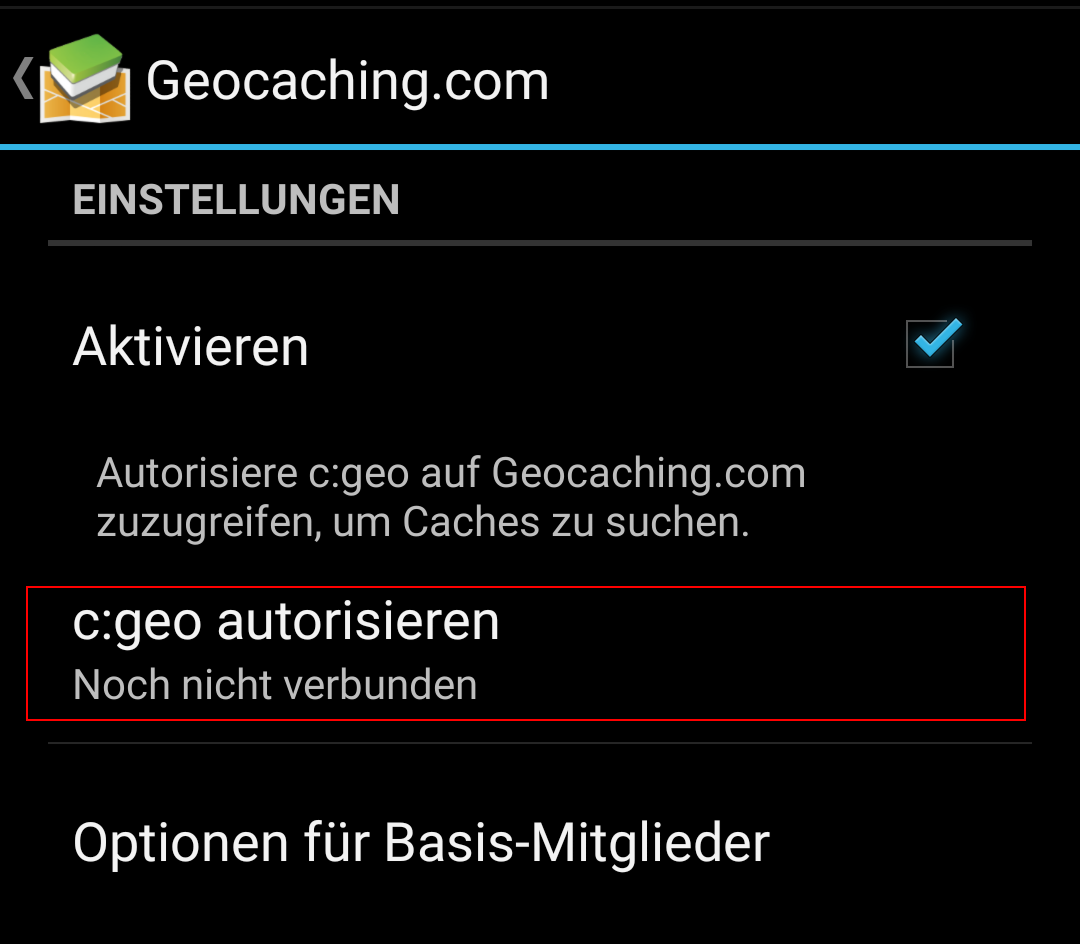 Geocaching.com
EINSTELLUNGEN
Aktivieren
Autorisiere c:geo auf Geocaching.com
zuzugreifen, um Caches zu suchen.
c:geo autorisieren
Noch nicht verbunden
Optionen für Basis-Mitglieder